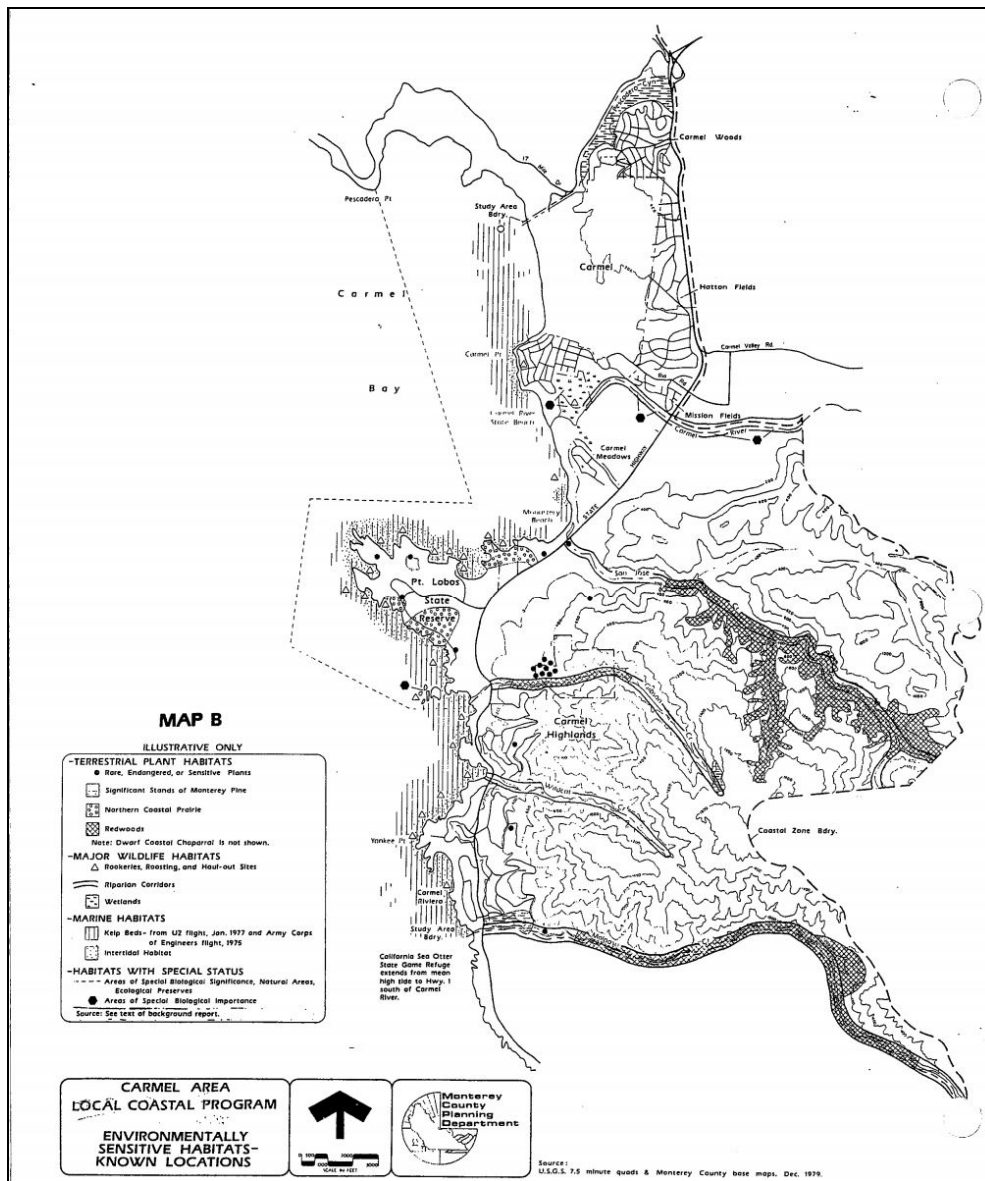 Pescadero Cyn
Carmel Woods
17 Mile Dr
Pescadero Pt
Study Area
Bdry.
Carmel
Hatton Fields
Carmel
Carmel Valley Rd.
Carmel Pt
Bay
Rio Rd
Mission Fields
Carmel River
State Beach
Carmel River
Carmel
Meadows
STATE HIGHWAY
Monastery
Beach
San Jose Cr
Pt. Lobos
State
Reserve
MAP B
ILLUSTRATIVE ONLY
-TERRESTRIAL PLANT HABITATS
Rare, Endangered, or Sensitive Plants
Significant Stands of Monterey Pine
Northern Coastal Prairie
Redwoods
Note: Dwarf Coastal Chaparral is not shown.
-MAJOR WILDLIFE HABITATS
Rookeries, Roosting, and Haul-out Sites
Riparian Corridors
Wetlands
-MARINE HABITATS
Kelp Beds- from U2 flight, Jan. 1977 and Army Corps
of Engineers flight, 1975
Intertidal Habitat
-HABITATS WITH SPECIAL STATUS
Areas of Special Biological Significance, Natural Areas,
Ecological Preserves
Areas of Special Biological Importance
Source: See text of background report.
Carmel
Highlands
Wildcat Cr
Coastal Zone Bdry.
Yankee Pt
Carmel
Riviera
Study Area
Bdry.
California Sea Otter
State Game Refuge
extends from mean
high tide to Hwy. 1
south of Carmel
River.
CARMEL AREA
LOCAL COASTAL PROGRAM
ENVIRONMENTALLY
SENSITIVE HABITATS-
KNOWN LOCATIONS
SCALE IN FEET
Monterey
County
Planning
Department
Source:
U.S.G.S. 7.5 minute quads & Monterey County base maps, Dec. 1979.